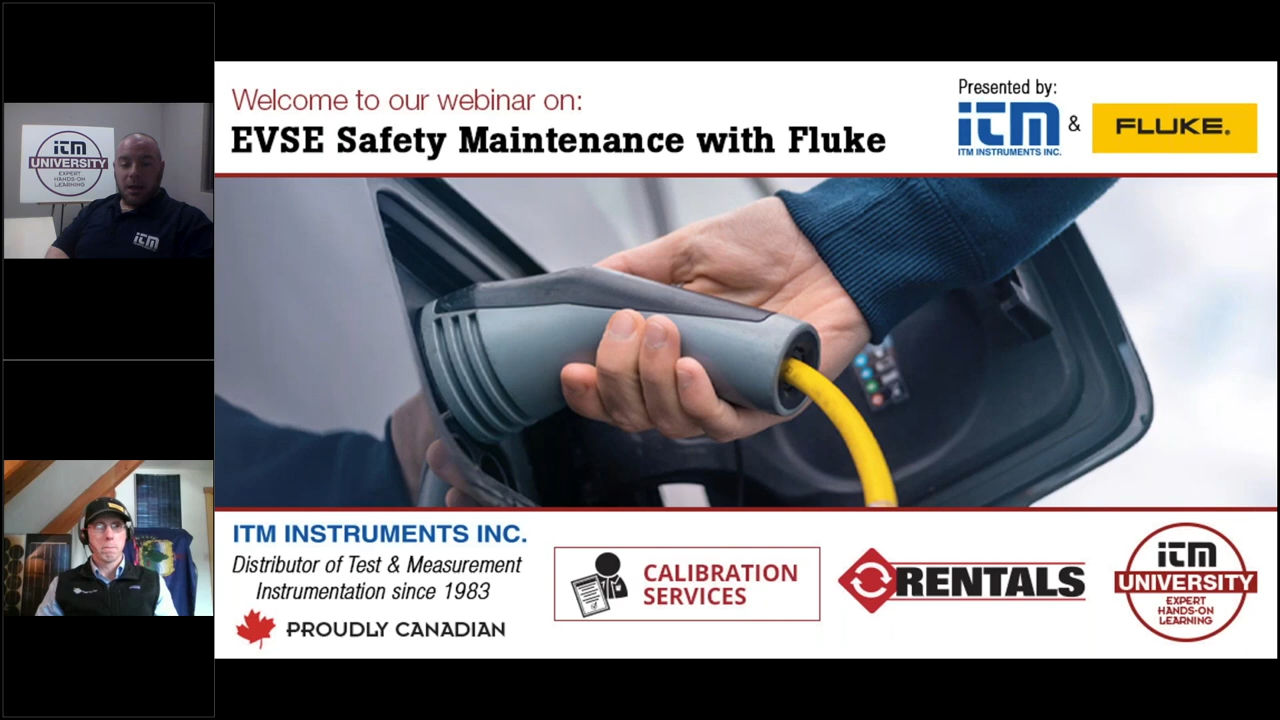 iTM
UNIVERSITY
EXPERT
HANDS-ON
LEARNING
iTM
Welcome to our webinar on:
EVSE Safety Maintenance with Fluke
Presented by:
iTM
ITM INSTRUMENTS INC.
&
FLUKE®
ITM INSTRUMENTS INC.
Distributor of Test & Measurement
Instrumentation since 1983
PROUDLY CANADIAN
CALIBRATION
SERVICES
RENTALS
iTM
UNIVERSITY
EXPERT
HANDS-ON
LEARNING